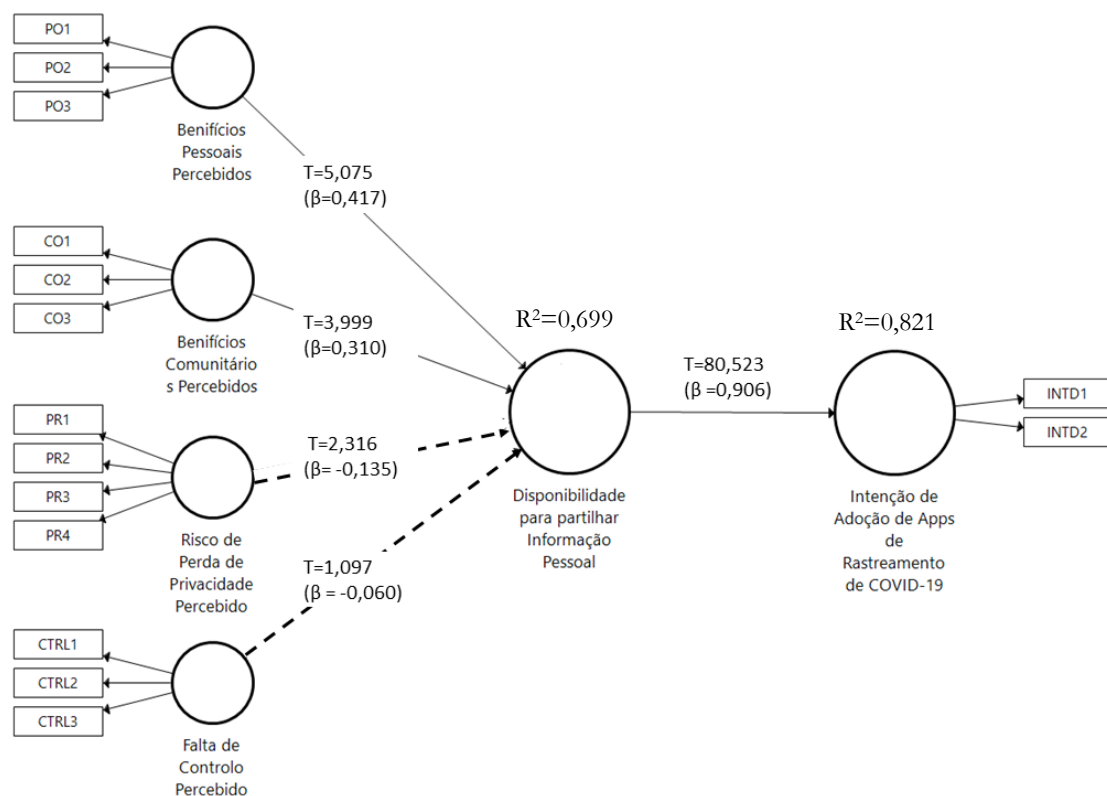 PO1
PO2
PO3
Benifícios
Pessoais
Percebidos
T=5,075
(β=0,417)
CO1
CO2
CO3
Benifícios
Comunitário
s Percebidos
T=3,999
(β=0,310)
PR1
PR2
PR3
PR4
Risco de
Perda de
Privacidade
Percebido
T=2,316
(β= -0,135)
CTRL1
CTRL2
CTRL3
Falta de
Controlo
Percebido
T=1,097
(β = -0,060)
R²=0,699
Disponibilidade
para partilhar
Informação
Pessoal
T=80,523
(β =0,906)
R²=0,821
Intenção de
Adoção de Apps
de
Rastreamento
de COVID-19
INTD1
INTD2